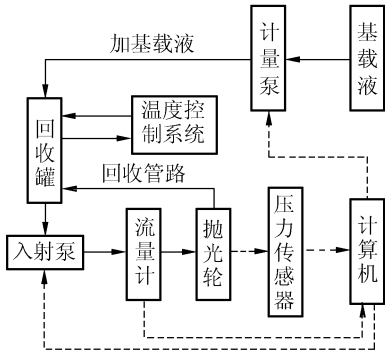 加基载液
计量泵
基载液
回收罐
温度控
制系统
回收管路
入射泵
流量计
抛光轮
压力传感器
计算机